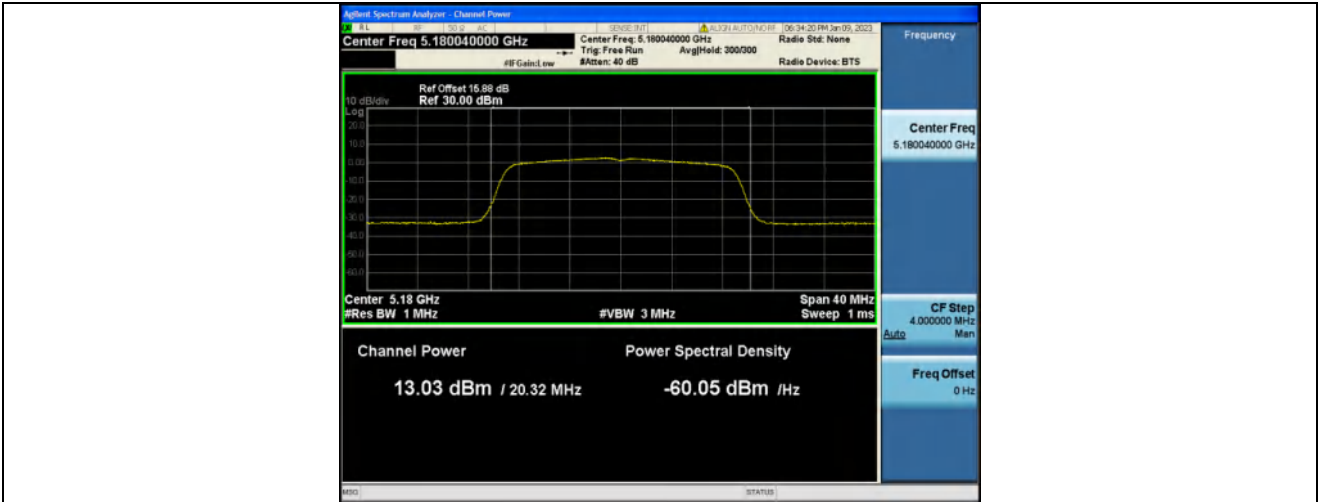 Agilent Spectrum Analyzer - Channel Power
RL RF 50 Ω AC SENSE:INT ALIGN AUTO/NO RF 06:34:20 PM Jan 09, 2023
Center Freq 5.180040000 GHz
Center Freq: 5.180040000 GHz
Radio Std: None
Trig: Free Run Avg|Hold: 300/300
#IFGain:Low #Atten: 40 dB Radio Device: BTS
Frequency
Ref Offset 15.88 dB
10 dB/div Ref 30.00 dBm
Log
20.0
10.0
0.00
-10.0
-20.0
-30.0
-40.0
-50.0
-60.0
Center 5.18 GHz Span 40 MHz
#Res BW 1 MHz #VBW 3 MHz Sweep 1 ms
Channel Power Power Spectral Density
13.03 dBm / 20.32 MHz -60.05 dBm /Hz
Center Freq
5.180040000 GHz
CF Step
4.000000 MHz
Auto Man
Freq Offset
0 Hz
MSG STATUS